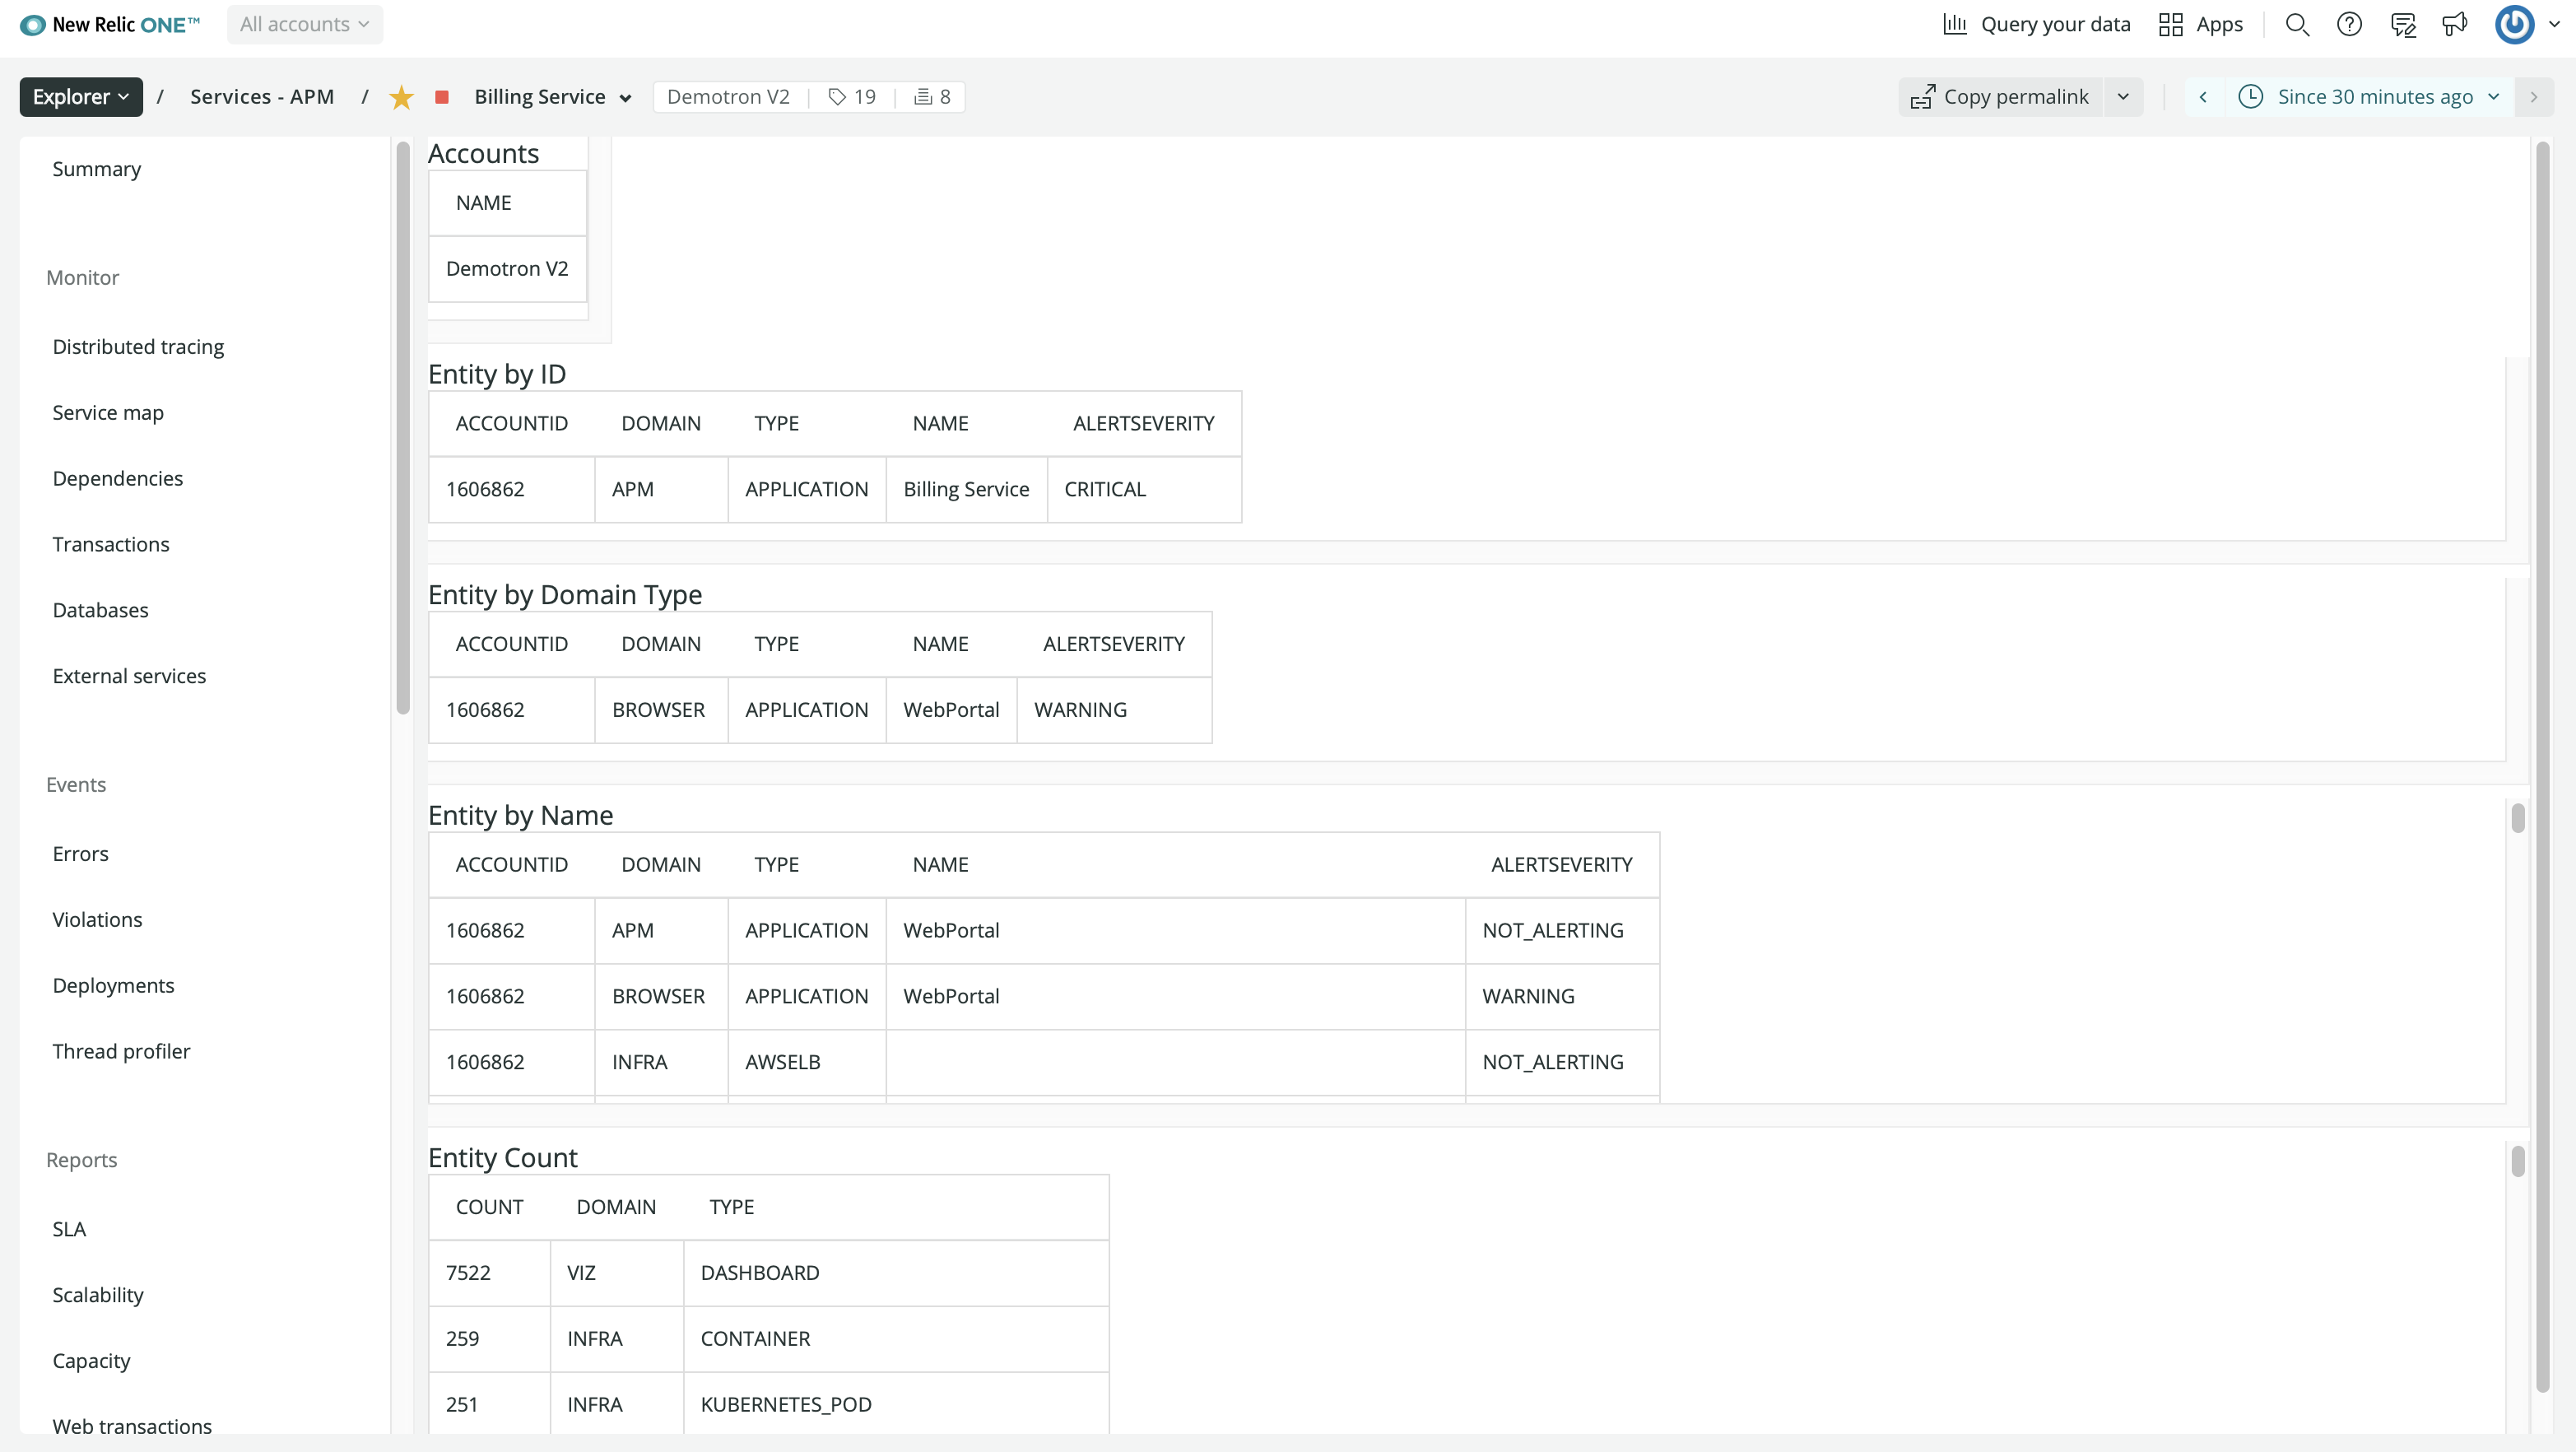 New Relic ONE™ All accounts Query your data Apps
Explorer / Services - APM / Billing Service Demotron V2 19 8 Copy permalink Since 30 minutes ago
Summary
Monitor
Distributed tracing
Service map
Dependencies
Transactions
Databases
External services
Events
Errors
Violations
Deployments
Thread profiler
Reports
SLA
Scalability
Capacity
Web transactions
Accounts
NAME
Demotron V2
Entity by ID
ACCOUNTID DOMAIN TYPE NAME ALERTSEVERITY
1606862 APM APPLICATION Billing Service CRITICAL
Entity by Domain Type
ACCOUNTID DOMAIN TYPE NAME ALERTSEVERITY
1606862 BROWSER APPLICATION WebPortal WARNING
Entity by Name
ACCOUNTID DOMAIN TYPE NAME ALERTSEVERITY
1606862 APM APPLICATION WebPortal NOT_ALERTING
1606862 BROWSER APPLICATION WebPortal WARNING
1606862 INFRA AWSELB NOT_ALERTING
Entity Count
COUNT DOMAIN TYPE
7522 VIZ DASHBOARD
259 INFRA CONTAINER
251 INFRA KUBERNETES_POD